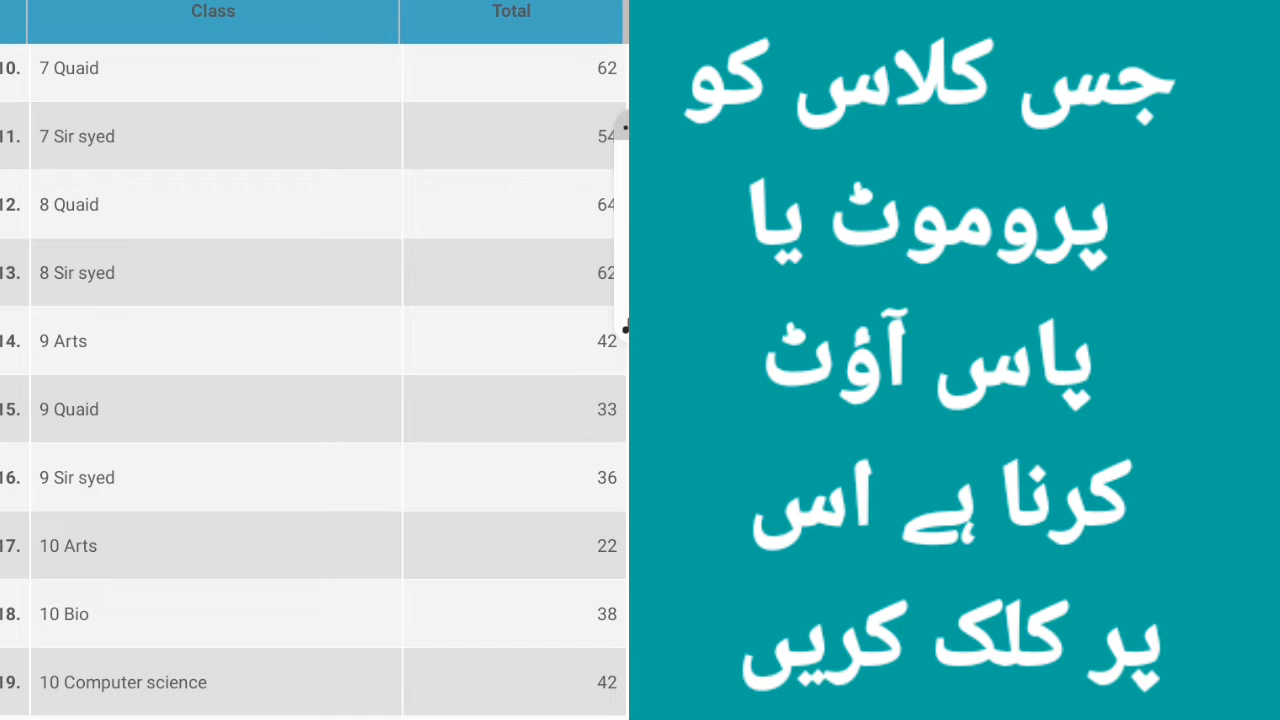 Class Total
10. 7 Quaid 62
11. 7 Sir syed 54
12. 8 Quaid 64
13. 8 Sir syed 62
14. 9 Arts 42
15. 9 Quaid 33
16. 9 Sir syed 36
17. 10 Arts 22
18. 10 Bio 38
19. 10 Computer science 42
جس کلاس کو
پروموٹ یا
پاس آؤٹ
کرنا ہے اس
پر کلک کریں